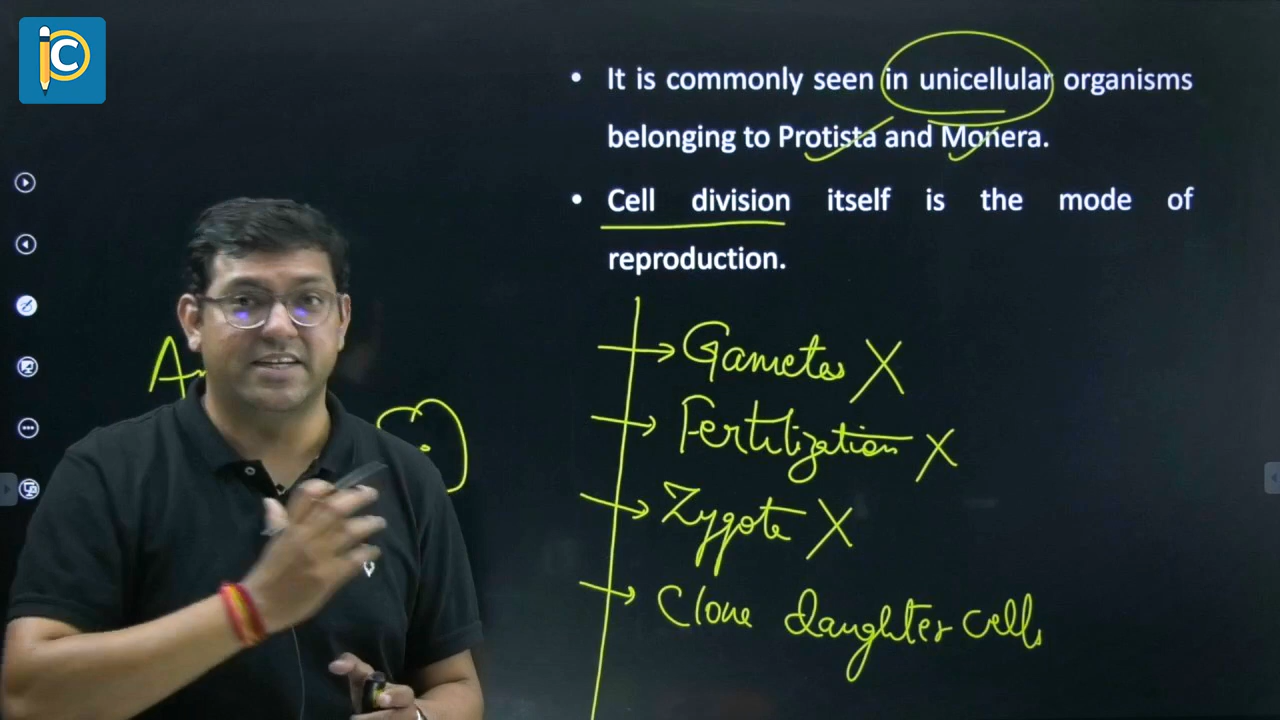 • It is commonly seen in unicellular organisms
belonging to Protista and Monera.
• Cell division itself is the mode of
reproduction.
→ Gametes X
→ Fertilization X
→ Zygote X
→ Clone daughter cells